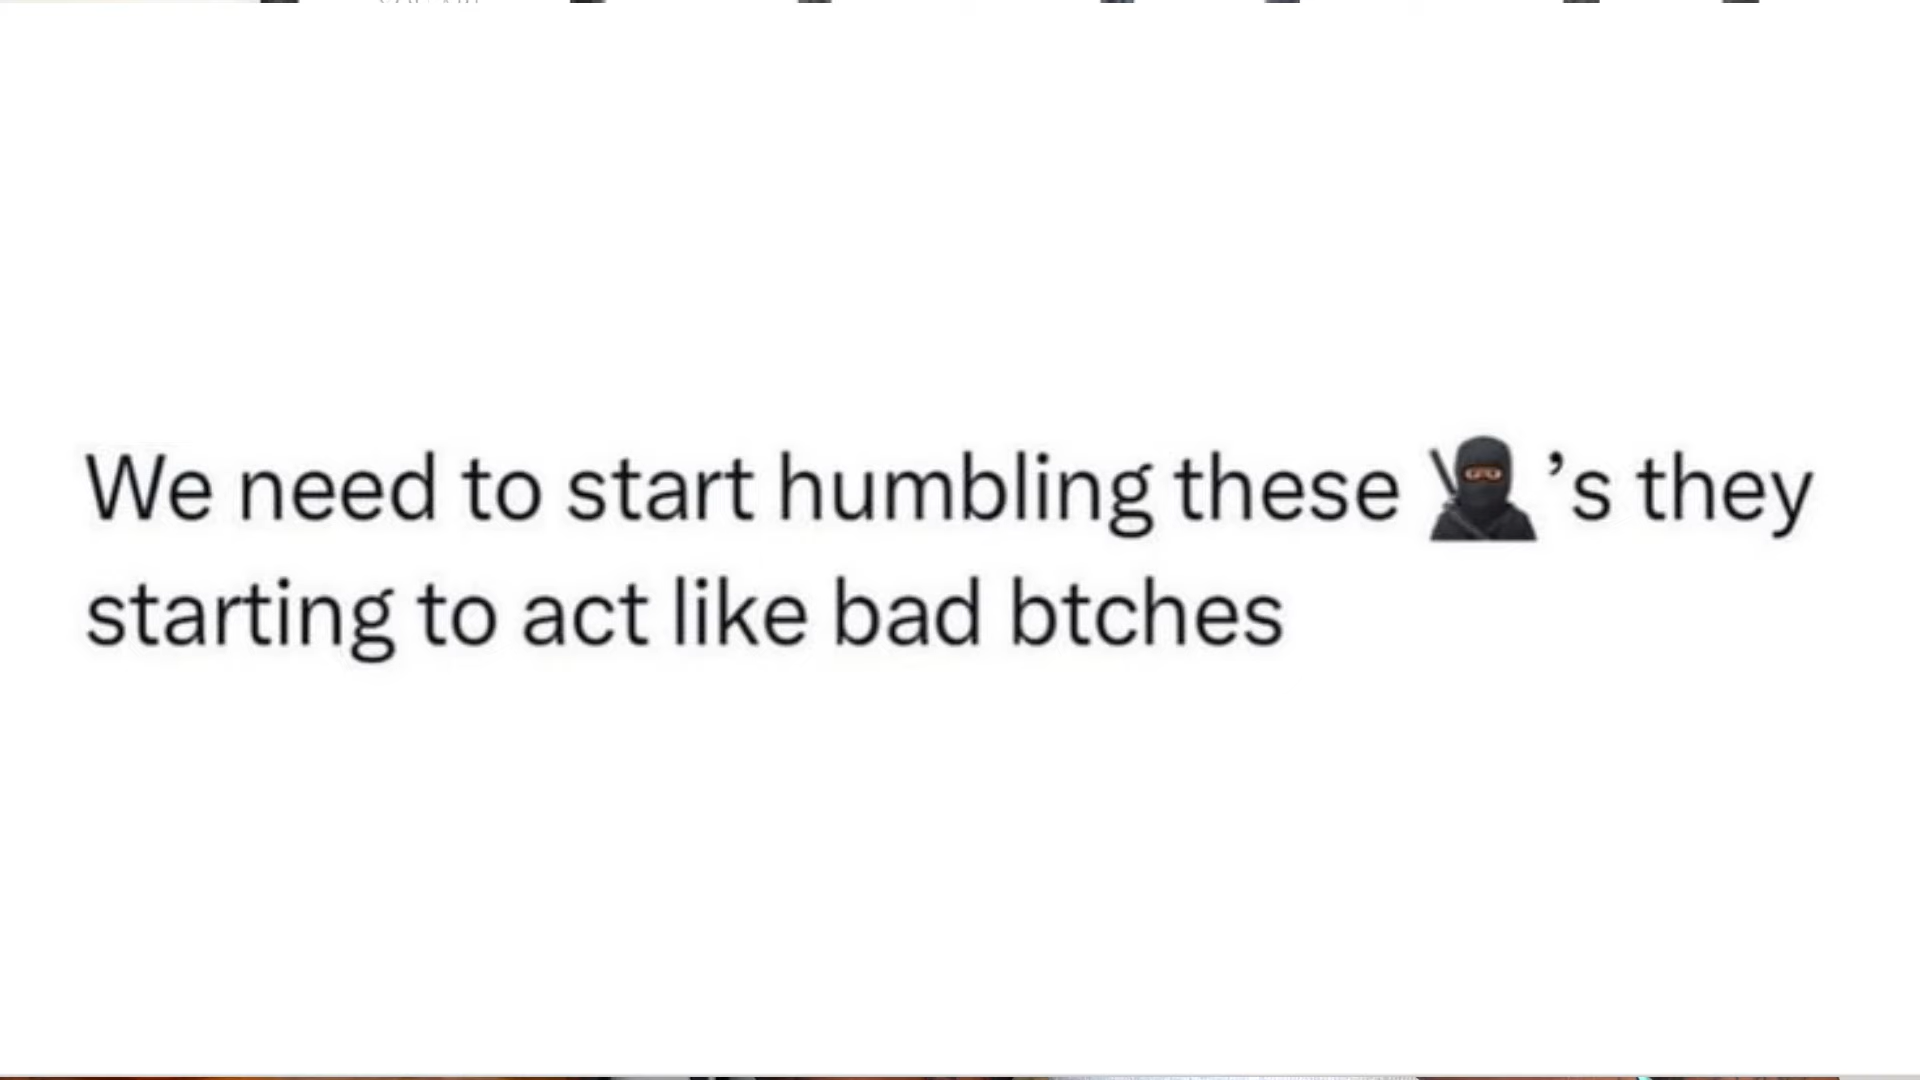 We need to start humbling these 🥷's they
starting to act like bad btches